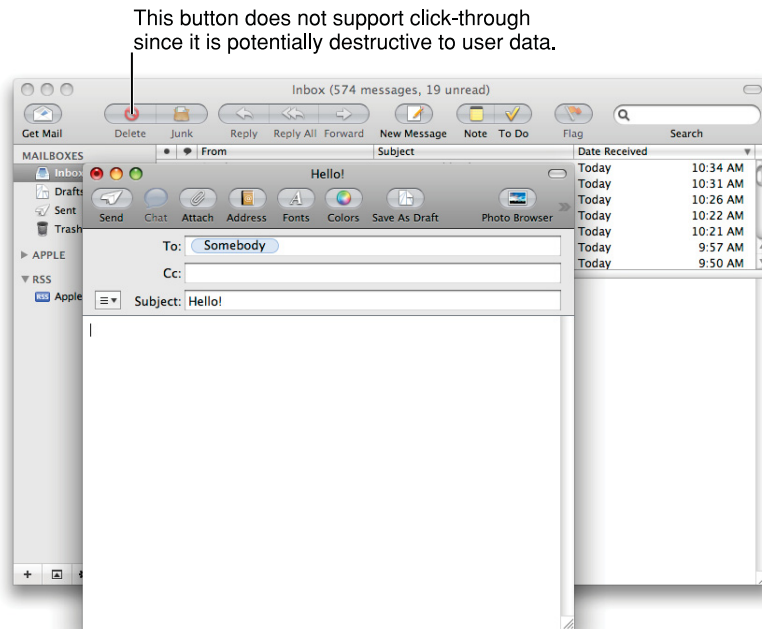 This button does not support click-through
since it is potentially destructive to user data.
Inbox (574 messages, 19 unread)
Get Mail Delete Junk Reply Reply All Forward New Message Note To Do Flag Search
MAILBOXES From Subject Date Received
Inbox
Drafts
Sent
Trash
APPLE
RSS
RSS Apple
Today 10:34 AM
Today 10:31 AM
Today 10:26 AM
Today 10:22 AM
Today 10:21 AM
Today 9:57 AM
Today 9:50 AM
Hello!
Send Chat Attach Address Fonts Colors Save As Draft Photo Browser
To: Somebody
Cc:
Subject: Hello!